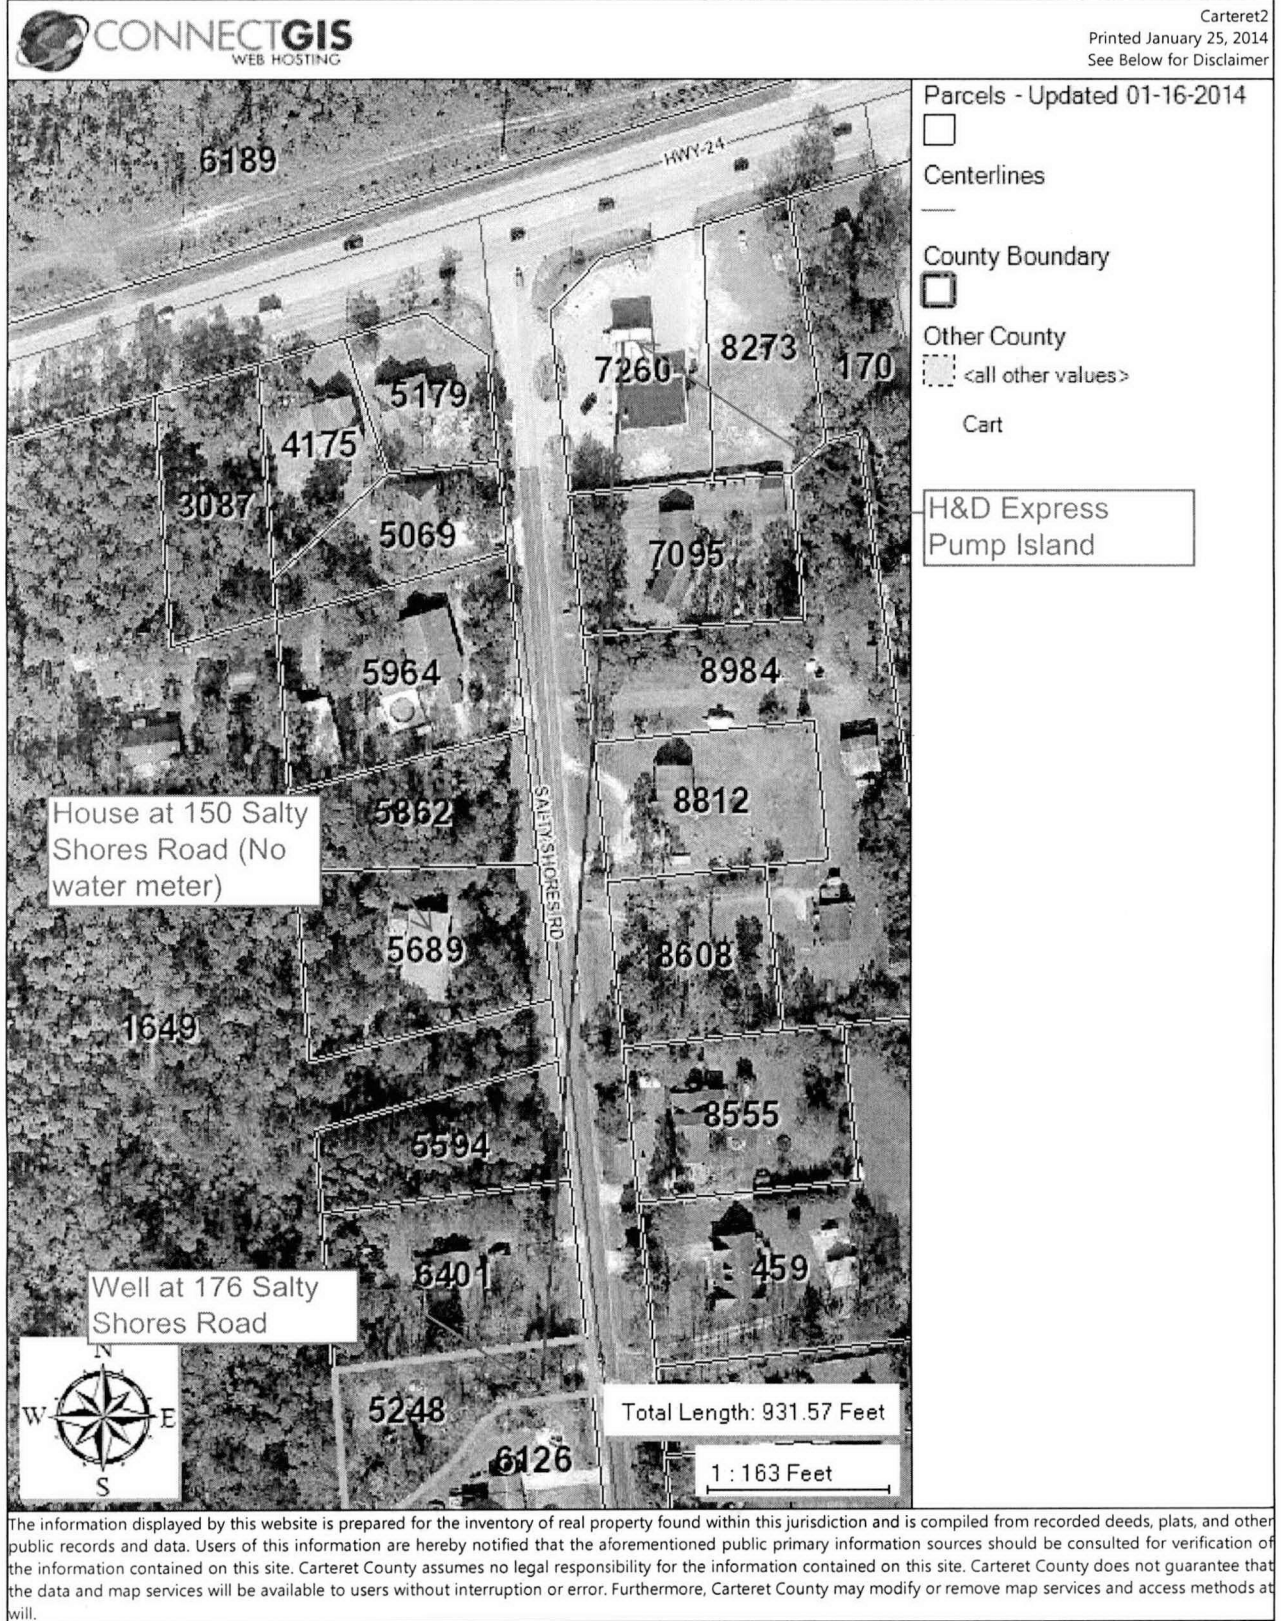 CONNECTGIS
WEB HOSTING
Carteret2
Printed January 25, 2014
See Below for Disclaimer
Parcels - Updated 01-16-2014
Centerlines
County Boundary
Other County
<all other values>
Cart
H&D Express
Pump Island
6189
HWY-24
7260
8273
170
5179
4175
3087
5069
7095
5964
8984
House at 150 Salty
Shores Road (No
water meter)
5862
SALTY SHORES RD
8812
5689
8608
1649
5594
8555
6401
459
Well at 176 Salty
Shores Road
N
W
E
S
5248
6126
Total Length: 931.57 Feet
1 : 163 Feet
The information displayed by this website is prepared for the inventory of real property found within this jurisdiction and is compiled from recorded deeds, plats, and other
public records and data. Users of this information are hereby notified that the aforementioned public primary information sources should be consulted for verification of
the information contained on this site. Carteret County assumes no legal responsibility for the information contained on this site. Carteret County does not guarantee that
the data and map services will be available to users without interruption or error. Furthermore, Carteret County may modify or remove map services and access methods at
will.